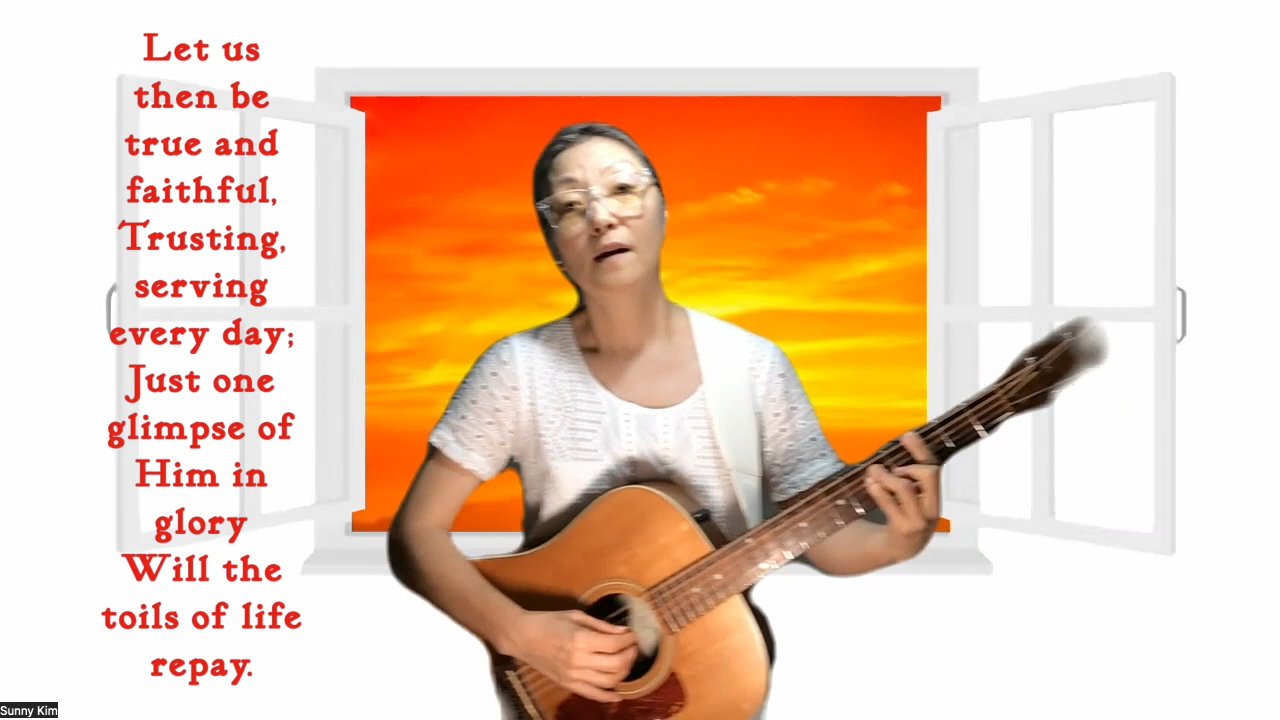 Let us
then be
true and
faithful,
Trusting,
serving
every day;
Just one
glimpse of
Him in
glory
Will the
toils of life
repay.
Sunny Kim